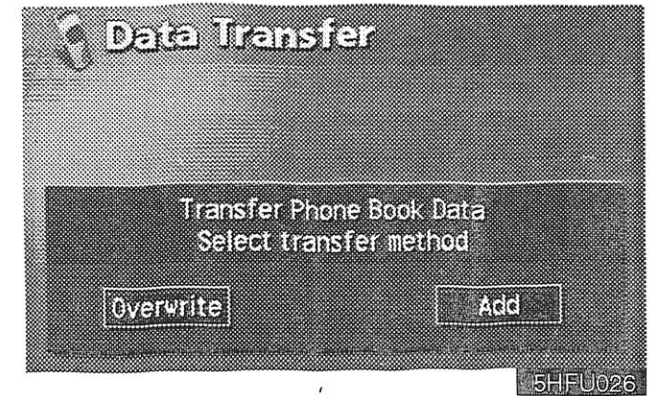 Data Transfer
Transfer Phone Book Data
Select transfer method
Overwrite
Add
5HFU026